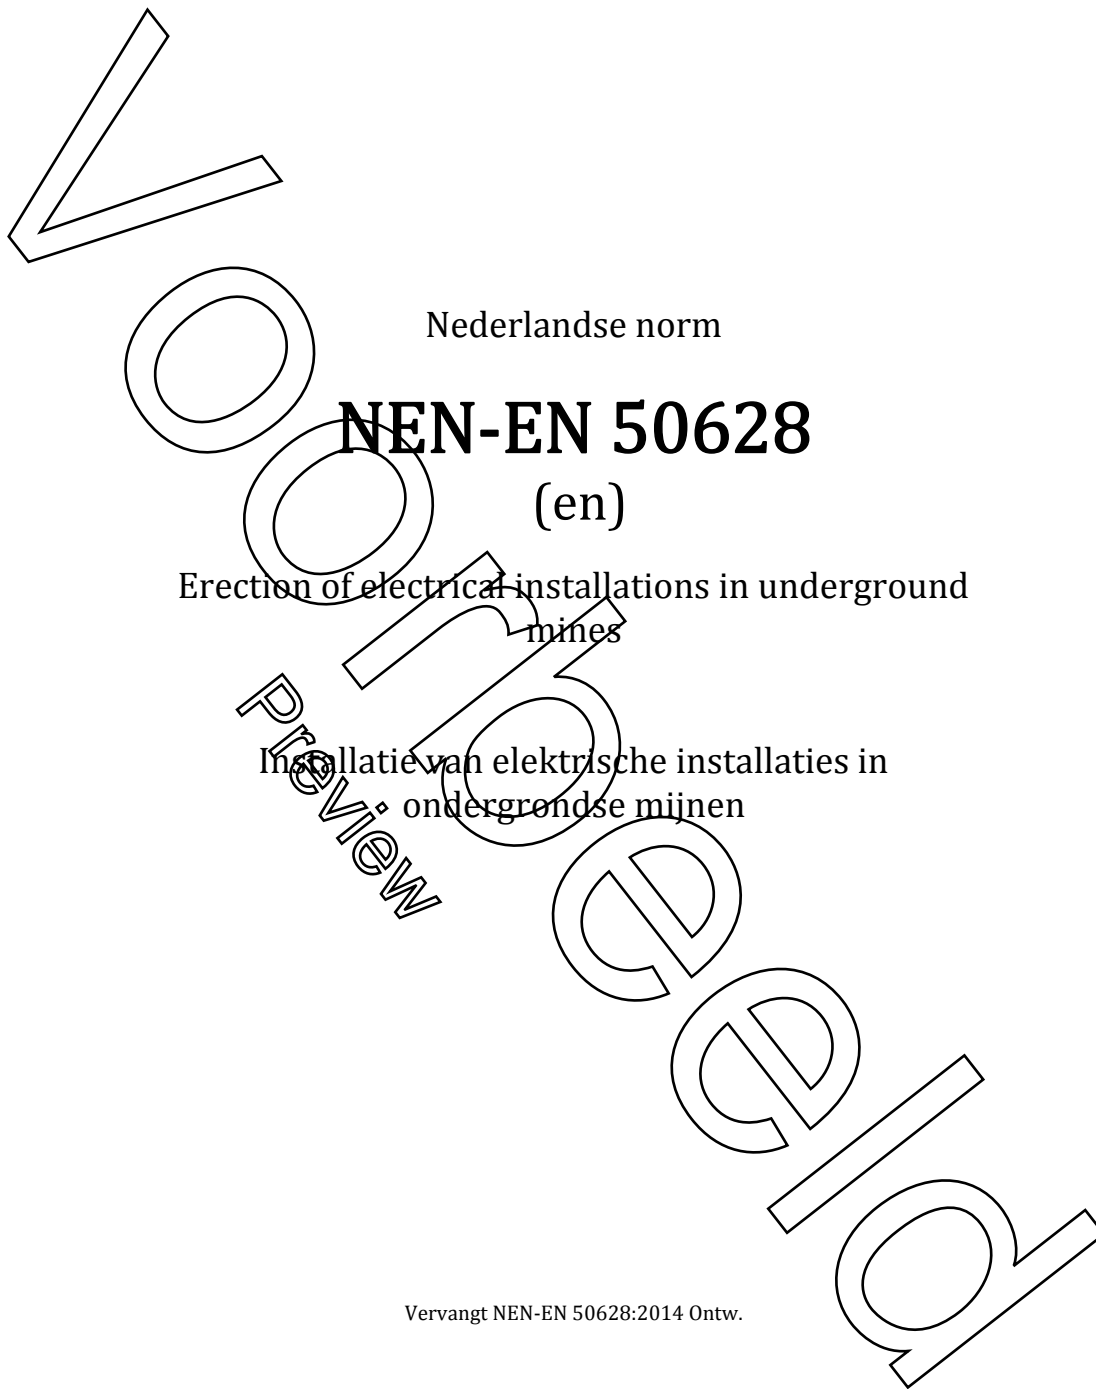 Nederlandse norm
NEN-EN 50628
(en)
Erection of electrical installations in underground
mines
Installatie van elektrische installaties in
ondergrondse mijnen
Vervangt NEN-EN 50628:2014 Ontw.
Voorbeeld
Preview